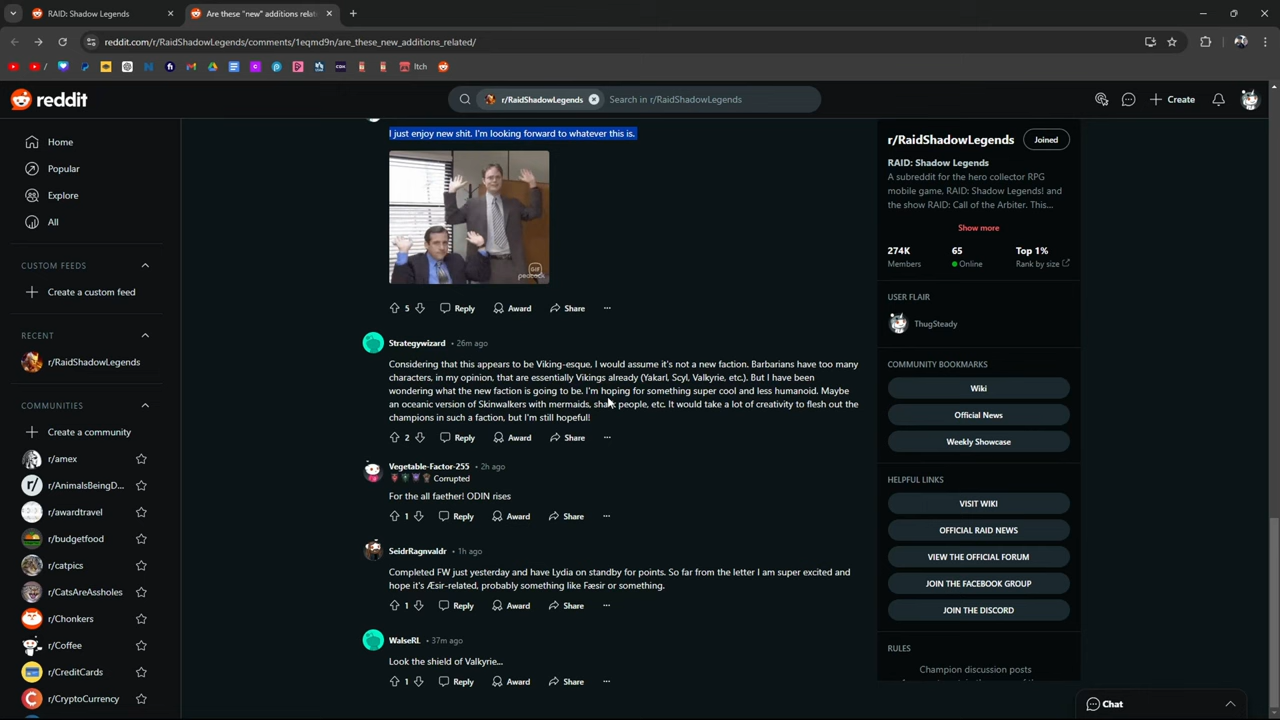 RAID: Shadow Legends
Are these "new" additions relat
reddit.com/r/RaidShadowLegends/comments/1eqmd9n/are_these_new_additions_related/
Itch
reddit
r/RaidShadowLegends
Search in r/RaidShadowLegends
Create
Home
Popular
Explore
All
CUSTOM FEEDS
Create a custom feed
RECENT
r/RaidShadowLegends
COMMUNITIES
Create a community
r/amex
r/AnimalsBeingD...
r/awardtravel
r/budgetfood
r/catpics
r/CatsAreAssholes
r/Chonkers
r/Coffee
r/CreditCards
r/CryptoCurrency
I just enjoy new shit. I'm looking forward to whatever this is.
GIF
peacock
5 Reply Award Share
Strategywizard • 26m ago
Considering that this appears to be Viking-esque, I would assume it's not a new faction. Barbarians have too many
characters, in my opinion, that are essentially Vikings already (Yakarl, Scyl, Valkyrie, etc.). But I have been
wondering what the new faction is going to be. I'm hoping for something super cool and less humanoid. Maybe
an oceanic version of Skinwalkers with mermaids, shark people, etc. It would take a lot of creativity to flesh out the
champions in such a faction, but I'm still hopeful!
2 Reply Award Share
Vegetable-Factor-255 • 2h ago
Corrupted
For the all faether! ODIN rises
1 Reply Award Share
SeidrRagnvaldr • 1h ago
Completed FW just yesterday and have Lydia on standby for points. So far from the letter I am super excited and
hope it's Æsir-related, probably something like Fæsir or something.
1 Reply Award Share
WalseRL • 37m ago
Look the shield of Valkyrie...
1 Reply Award Share
r/RaidShadowLegends
Joined
RAID: Shadow Legends
A subreddit for the hero collector RPG
mobile game, RAID: Shadow Legends! and
the show RAID: Call of the Arbiter. This...
Show more
274K 65 Top 1%
Members Online Rank by size
USER FLAIR
ThugSteady
COMMUNITY BOOKMARKS
Wiki
Official News
Weekly Showcase
HELPFUL LINKS
VISIT WIKI
OFFICIAL RAID NEWS
VIEW THE OFFICIAL FORUM
JOIN THE FACEBOOK GROUP
JOIN THE DISCORD
RULES
Champion discussion posts
Chat